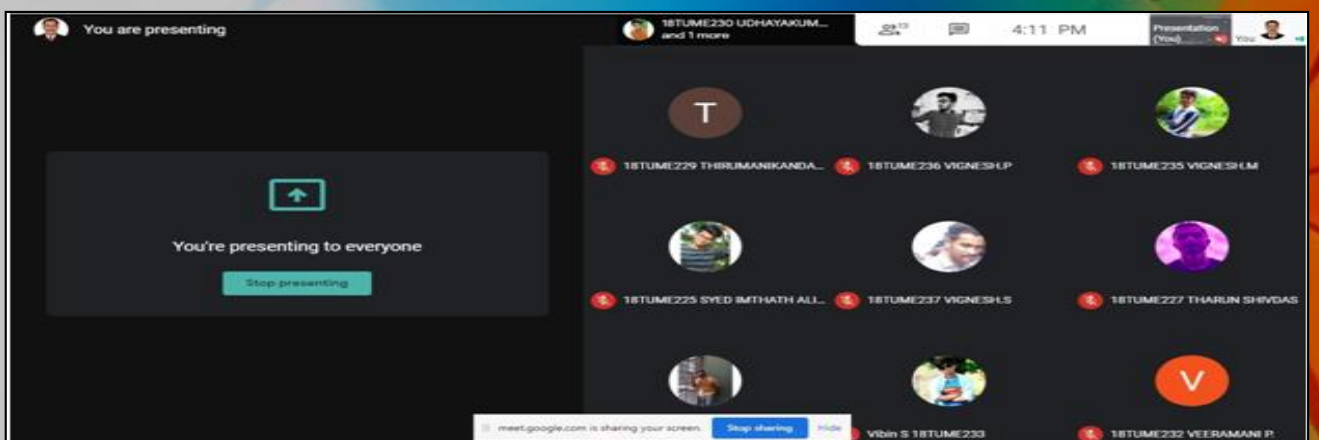 You are presenting
18TUME230 UDHAYAKUM...
and 1 more
13
4:11 PM
Presentation
(You)
You
T
18TUME229 THIRUMANIKANDA...
18TUME236 VIGNESH.P
18TUME235 VIGNESH.M
You're presenting to everyone
Stop presenting
18TUME225 SYED IMTHATH ALI...
18TUME237 VIGNESH.S
18TUME227 THARUN SHIVDAS
V
meet.google.com is sharing your screen.
Stop sharing
Hide
Vibin S 18TUME233
18TUME232 VEERAMANI P.